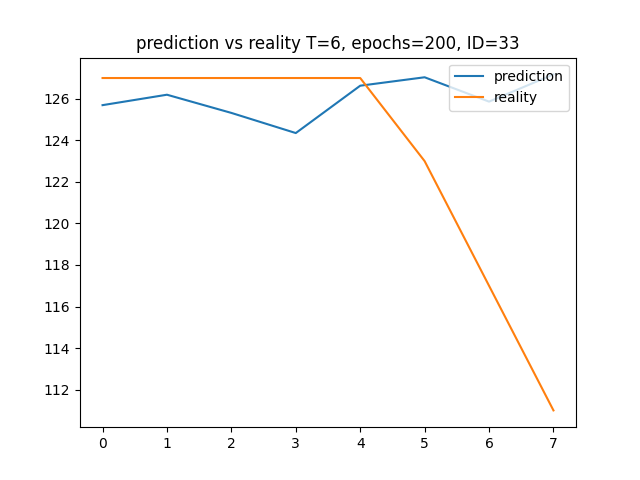 prediction vs reality T=6, epochs=200, ID=33
prediction
reality
126
124
122
120
118
116
114
112
0 1 2 3 4 5 6 7